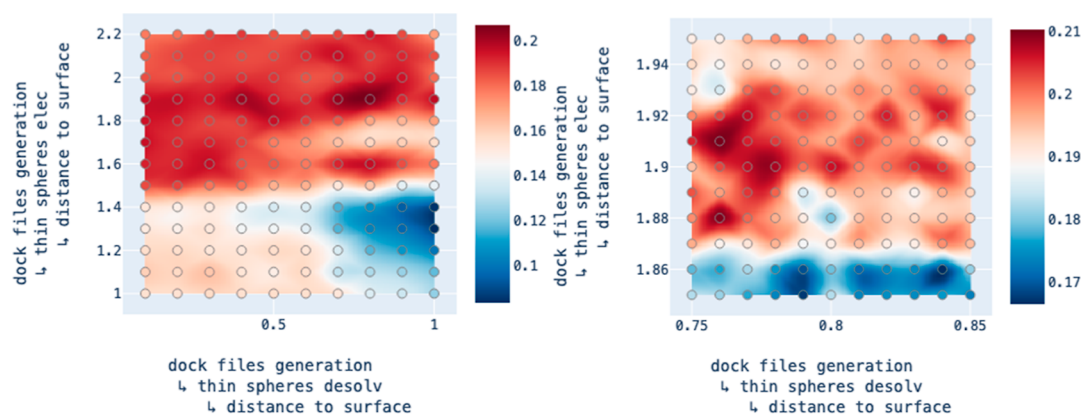 dock files generation
↳ thin spheres elec
↳ distance to surface
2.2
2
1.8
1.6
1.4
1.2
1
0.5
1
dock files generation
↳ thin spheres desolv
↳ distance to surface
0.2
0.18
0.16
0.14
0.12
0.1
dock files generation
↳ thin spheres elec
↳ distance to surface
1.94
1.92
1.9
1.88
1.86
0.75
0.8
0.85
dock files generation
↳ thin spheres desolv
↳ distance to surface
0.21
0.2
0.19
0.18
0.17